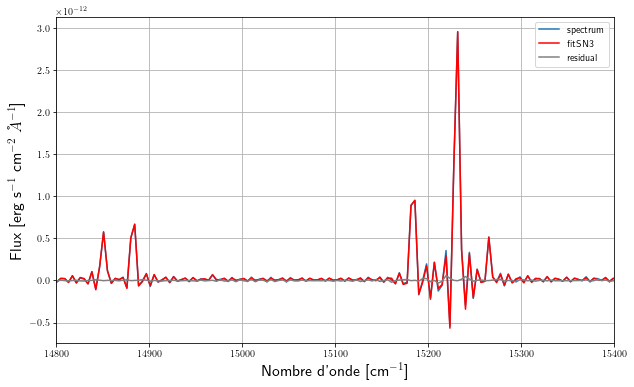 ×10⁻¹²
3.0
2.5
2.0
1.5
1.0
0.5
0.0
−0.5
Flux [erg s⁻¹ cm⁻² Å⁻¹]
spectrum
fitSN3
residual
14800 14900 15000 15100 15200 15300 15400
Nombre d'onde [cm⁻¹]